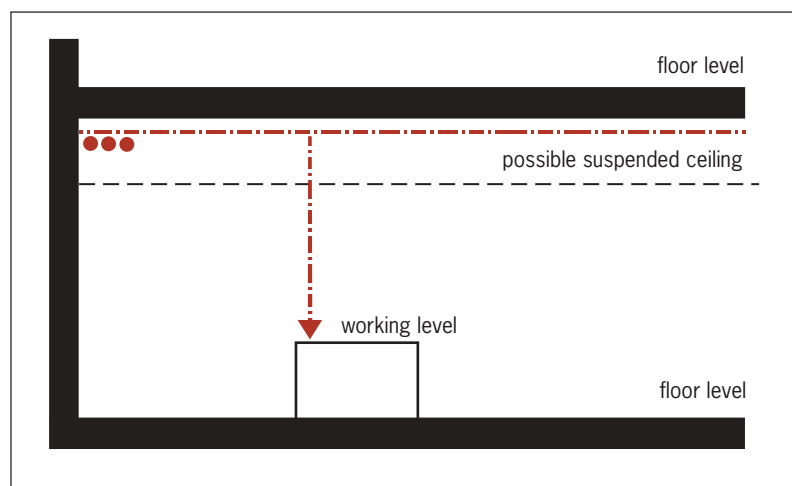 floor level
possible suspended ceiling
working level
floor level